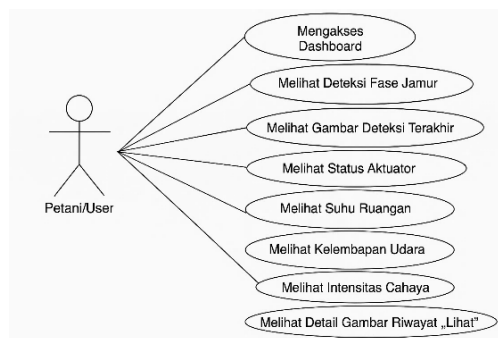 Mengakses
Dashboard
Melihat Deteksi Fase Jamur
Melihat Gambar Deteksi Terakhir
Melihat Status Aktuator
Petani/User
Melihat Suhu Ruangan
Melihat Kelembapan Udara
Melihat Intensitas Cahaya
Melihat Detail Gambar Riwayat „Lihat”